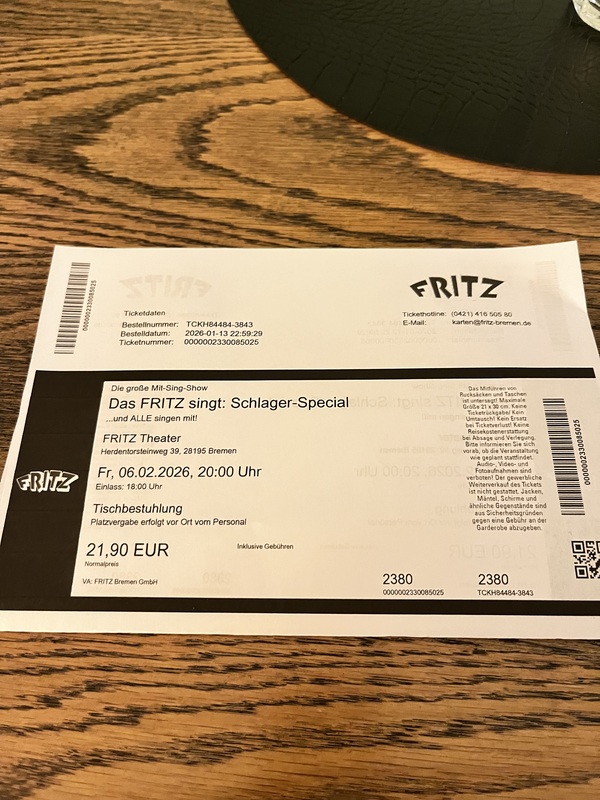 0000002330085025
FRITZ
Ticketdaten
Bestellnummer: TCKH84484-3843
Bestelldatum: 2026-01-13 22:59:29
Ticketnummer: 0000002330085025
Tickethotline: (0421) 416 505 80
E-Mail: karten@fritz-bremen.de
Die große Mit-Sing-Show
Das FRITZ singt: Schlager-Special
...und ALLE singen mit!
FRITZ Theater
Herdentorsteinweg 39, 28195 Bremen
FRITZ
Fr, 06.02.2026, 20:00 Uhr
Einlass: 18:00 Uhr
Tischbestuhlung
Platzvergabe erfolgt vor Ort vom Personal
21,90 EUR
Normalpreis
Inklusive Gebühren
VA: FRITZ Bremen GmbH
2380
0000002330085025
2380
TCKH84484-3843
Das Mitführen von
Rucksäcken und Taschen
ist untersagt! Maximale
Größe 21 x 30 cm. Keine
Ticketrückgabe/ Kein
Umtausch! Kein Ersatz
bei Ticketverlust! Keine
Reisekostenerstattung
bei Absage und Verlegung.
Bitte informieren Sie sich
vorab, ob die Veranstaltung
wie geplant stattfindet.
Audio-, Video- und
Fotoaufnahmen sind
verboten! Der gewerbliche
Weiterverkauf des Tickets
ist nicht gestattet. Jacken,
Mäntel, Schirme und
ähnliche Gegenstände sind
aus Sicherheitsgründen
gegen eine Gebühr an der
Garderobe abzugeben.
0000002330085025